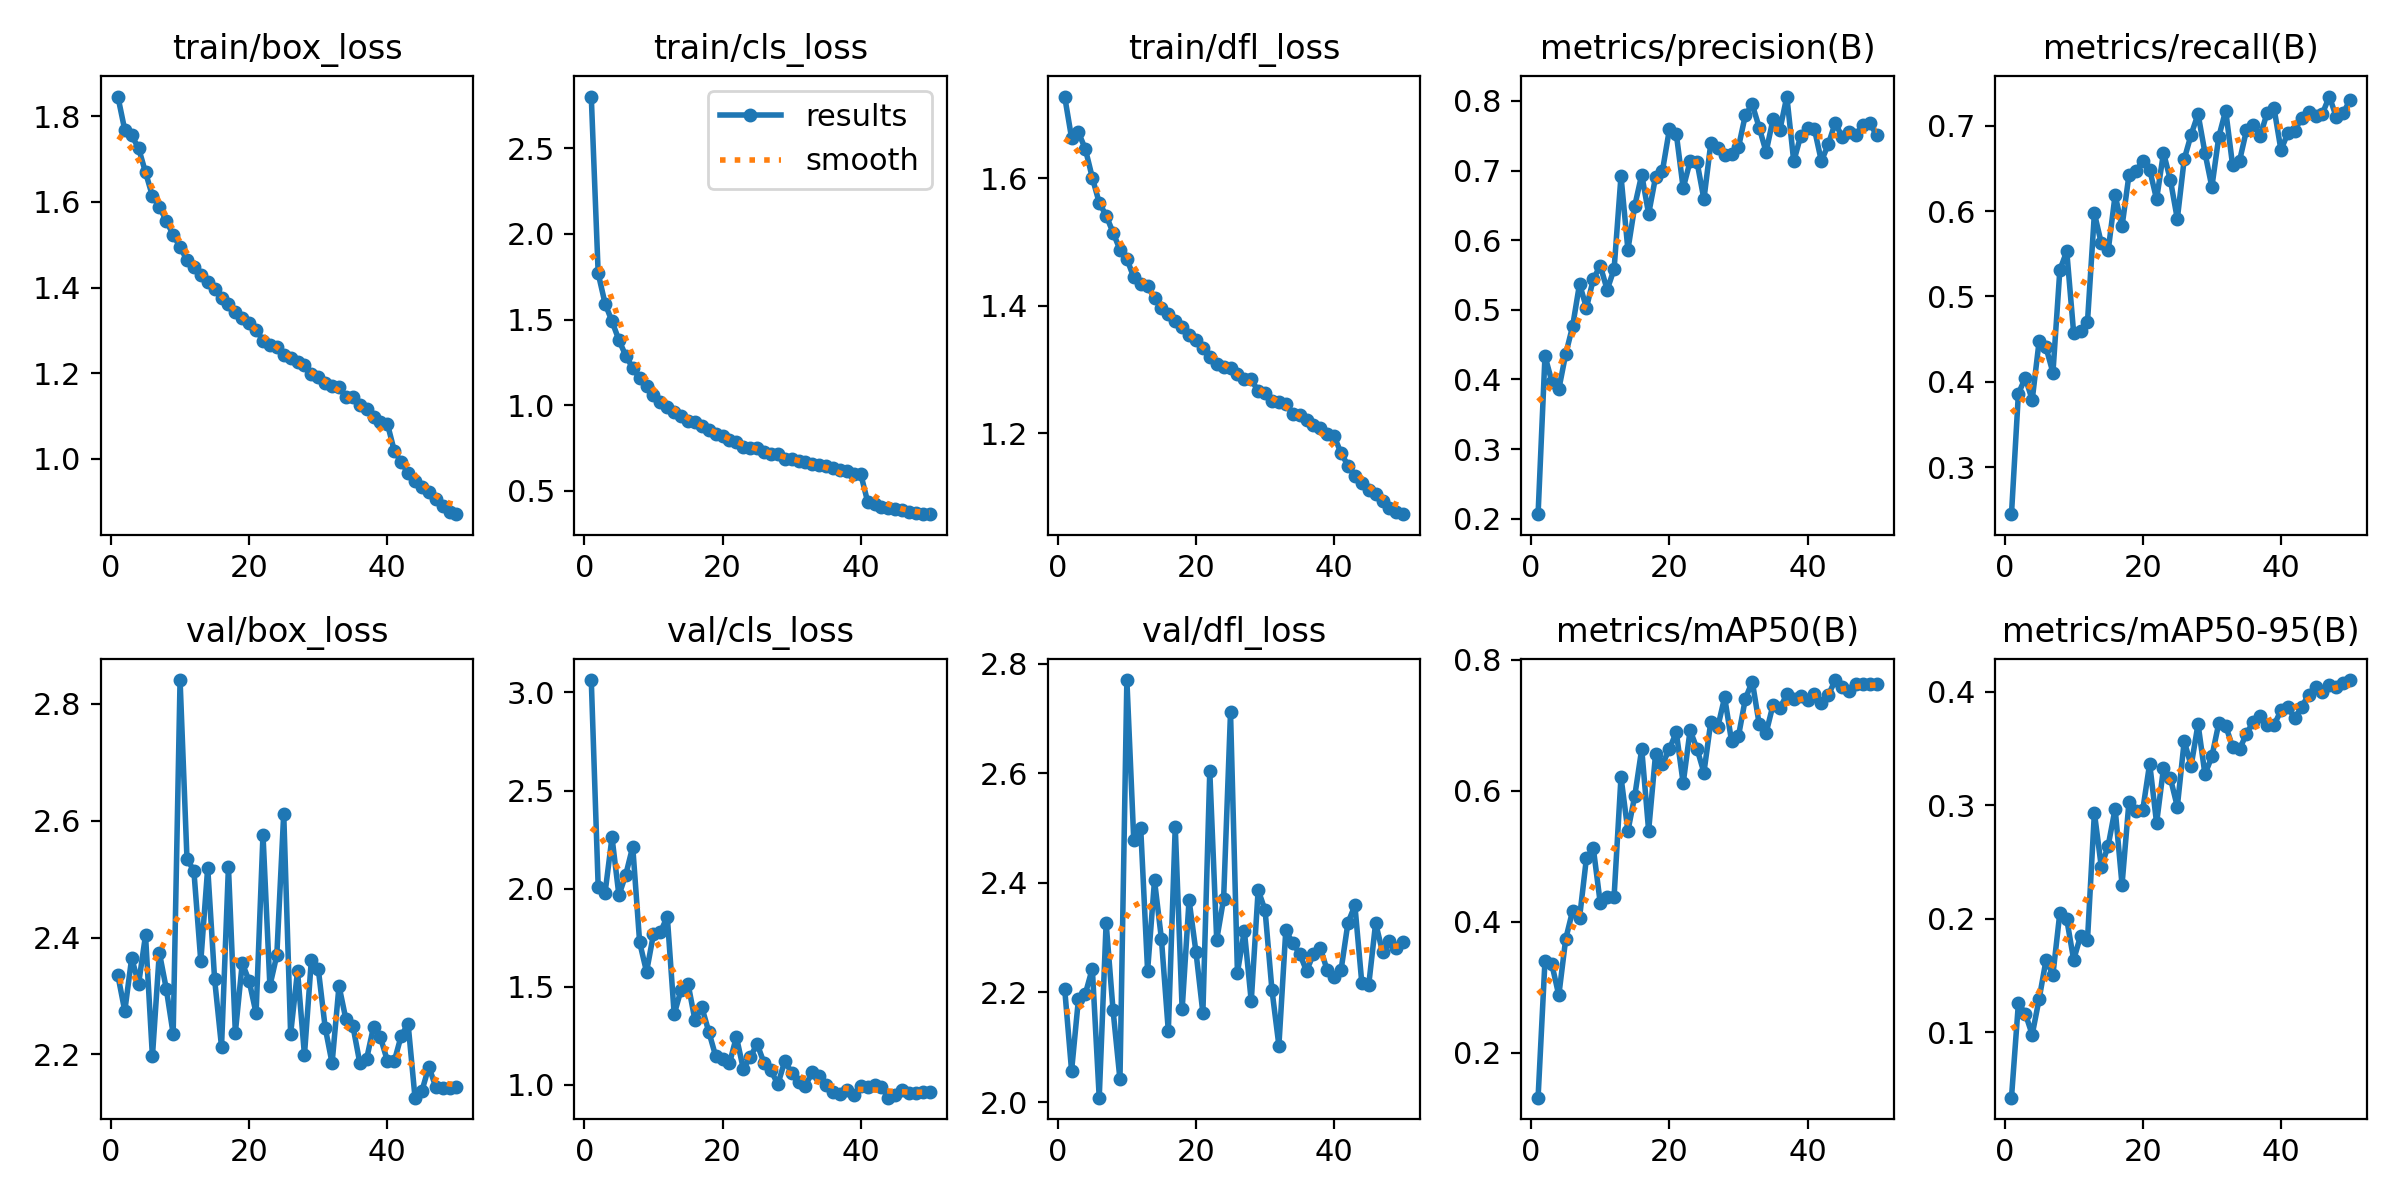 train/box_loss
1.8
1.6
1.4
1.2
1.0
0 20 40
train/cls_loss
results
smooth
2.5
2.0
1.5
1.0
0.5
0 20 40
train/dfl_loss
1.6
1.4
1.2
0 20 40
metrics/precision(B)
0.8
0.7
0.6
0.5
0.4
0.3
0.2
0 20 40
metrics/recall(B)
0.7
0.6
0.5
0.4
0.3
0 20 40
val/box_loss
2.8
2.6
2.4
2.2
0 20 40
val/cls_loss
3.0
2.5
2.0
1.5
1.0
0 20 40
val/dfl_loss
2.8
2.6
2.4
2.2
2.0
0 20 40
metrics/mAP50(B)
0.8
0.6
0.4
0.2
0 20 40
metrics/mAP50-95(B)
0.4
0.3
0.2
0.1
0 20 40